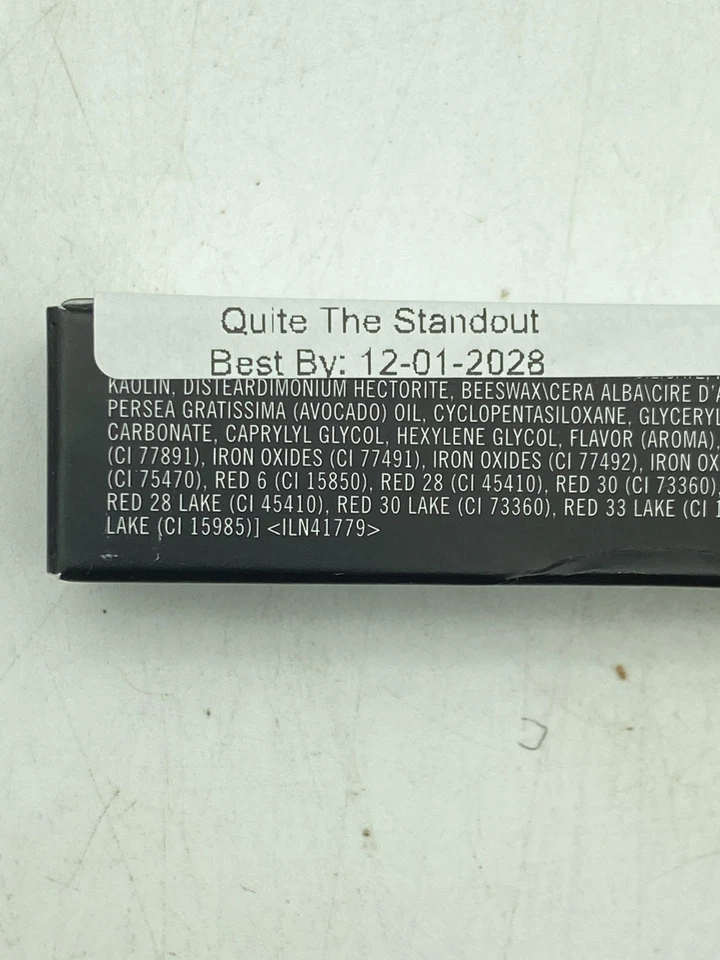 Quite The Standout
Best By: 12-01-2028
KAOLIN, DISTEARDIMONIUM HECTORITE, BEESWAX\CERA ALBA\CIRE D'A
PERSEA GRATISSIMA (AVOCADO) OIL, CYCLOPENTASILOXANE, GLYCERYL
CARBONATE, CAPRYLYL GLYCOL, HEXYLENE GLYCOL, FLAVOR (AROMA),
(CI 77891), IRON OXIDES (CI 77491), IRON OXIDES (CI 77492), IRON OX
(CI 75470), RED 6 (CI 15850), RED 28 (CI 45410), RED 30 (CI 73360),
RED 28 LAKE (CI 45410), RED 30 LAKE (CI 73360), RED 33 LAKE (CI 1
LAKE (CI 15985)] <ILN41779>